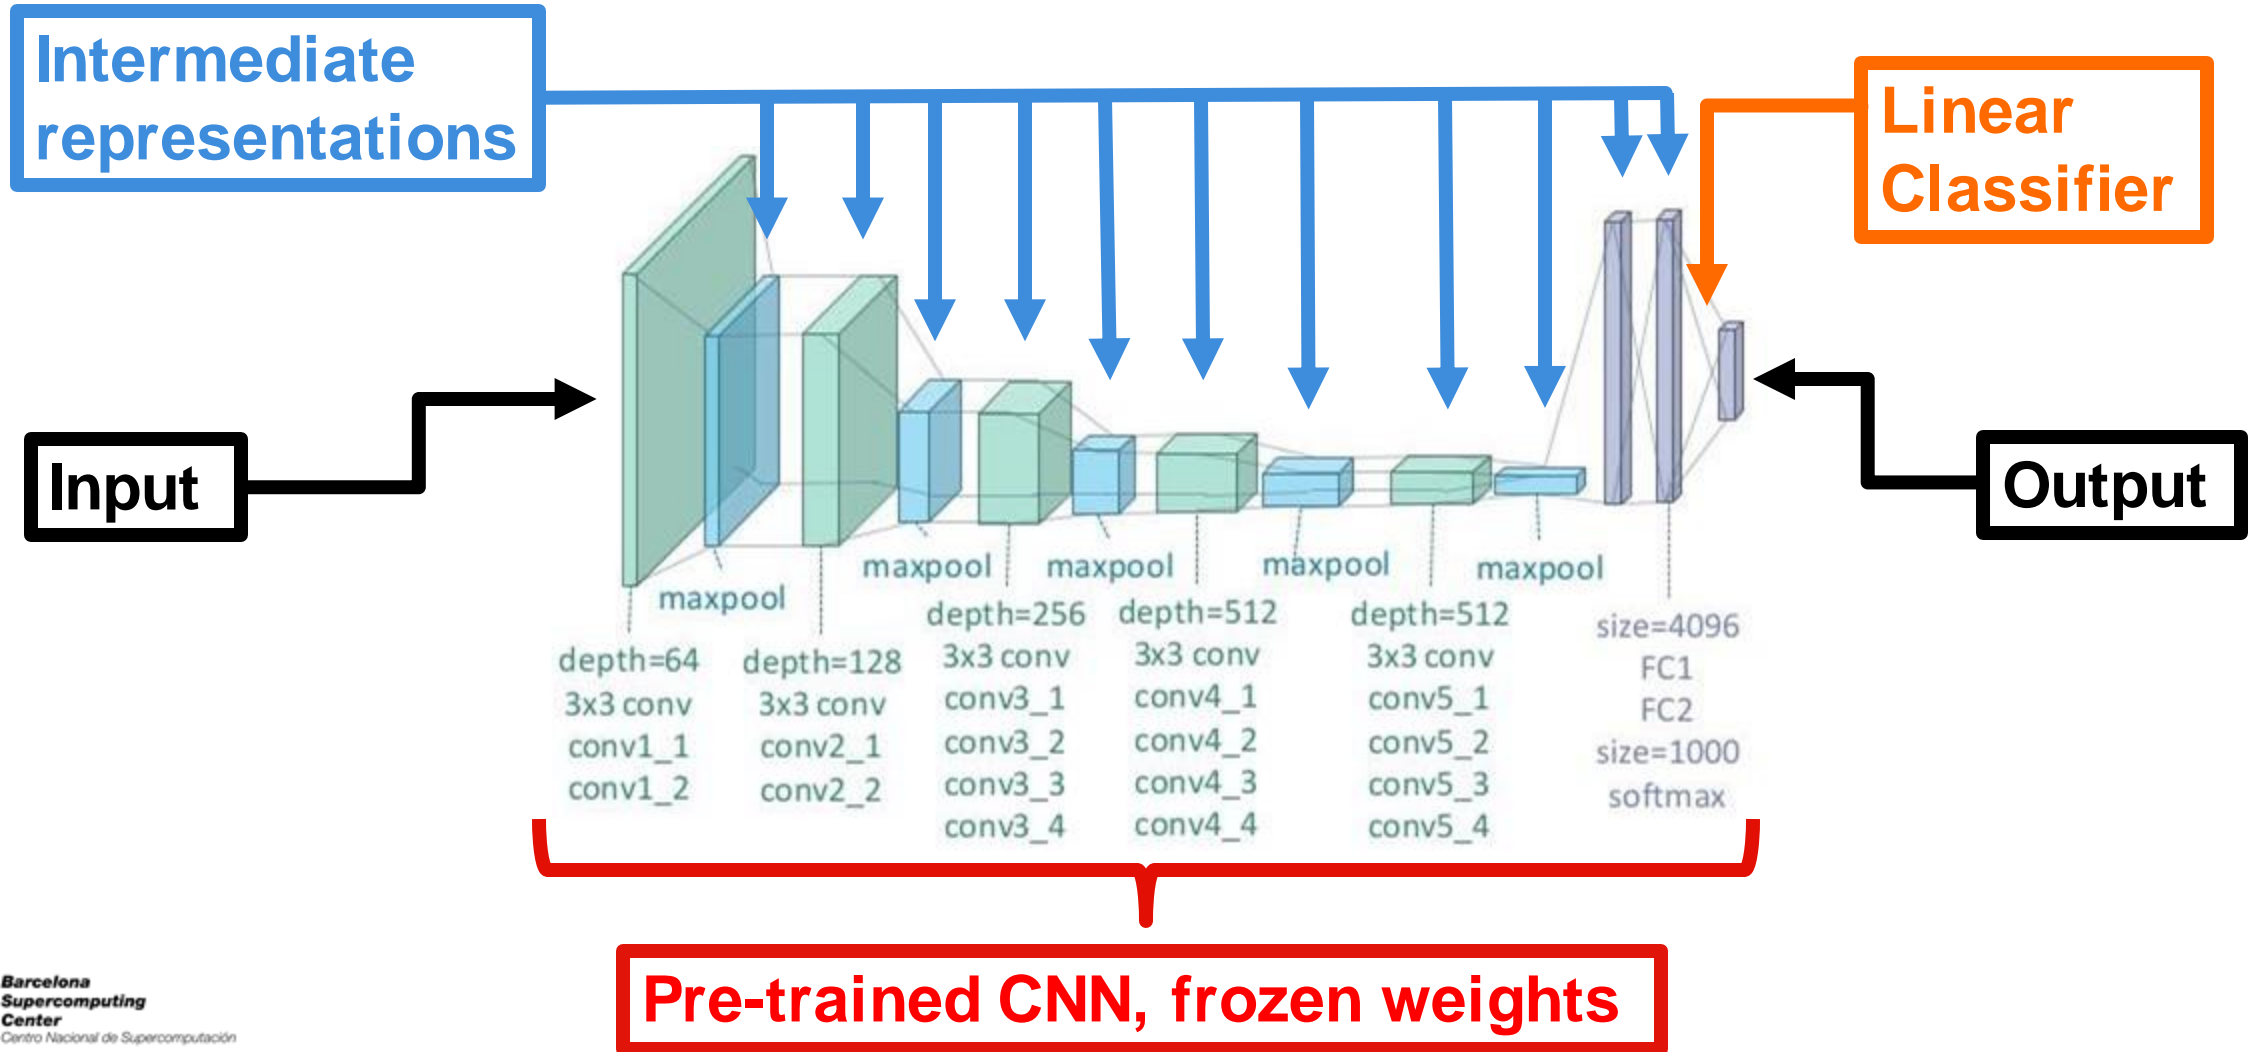 Intermediate
representations
Linear
Classifier
Input
Output
maxpool
maxpool
maxpool
maxpool
maxpool
depth=64
3x3 conv
conv1_1
conv1_2
depth=128
3x3 conv
conv2_1
conv2_2
depth=256
3x3 conv
conv3_1
conv3_2
conv3_3
conv3_4
depth=512
3x3 conv
conv4_1
conv4_2
conv4_3
conv4_4
depth=512
3x3 conv
conv5_1
conv5_2
conv5_3
conv5_4
size=4096
FC1
FC2
size=1000
softmax
Pre-trained CNN, frozen weights
Barcelona
Supercomputing
Center
Centro Nacional de Supercomputación